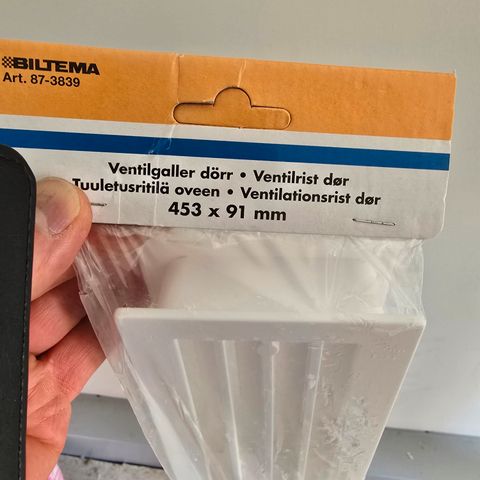 BILTEMA
Art. 87-3839
Ventilgaller dörr • Ventilrist dør
Tuuletusritilä oveen • Ventilationsrist dør
453 x 91 mm